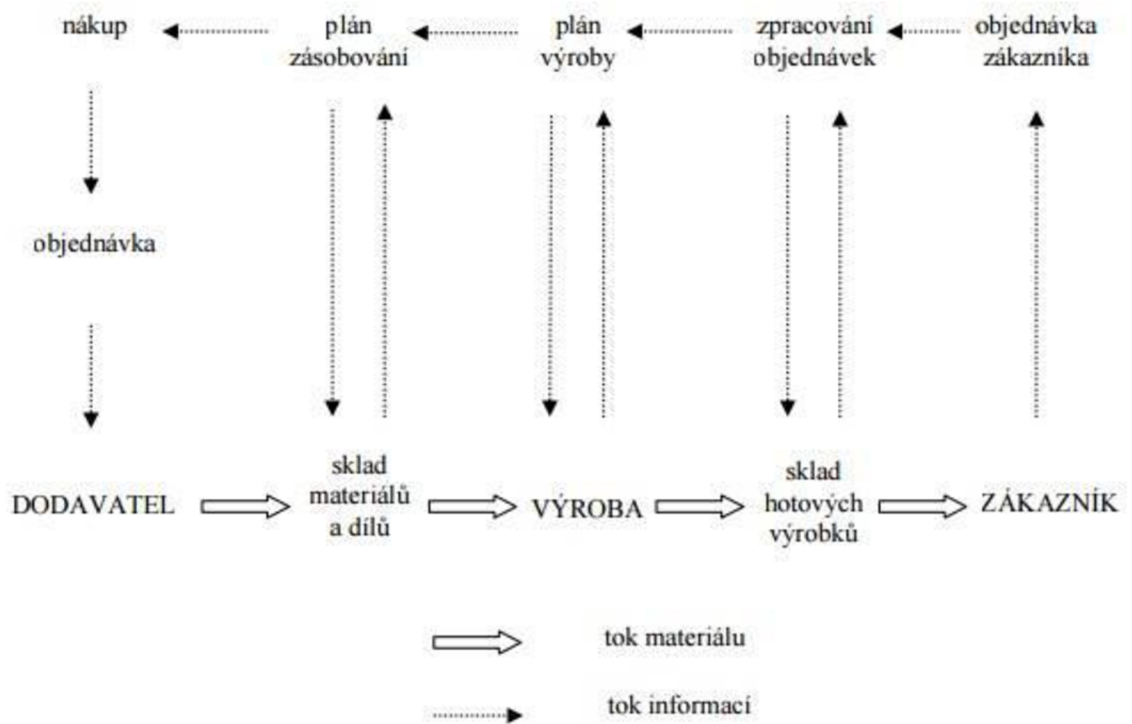 nákup
plán
zásobování
plán
výroby
zpracování
objednávek
objednávka
zákazníka
objednávka
DODAVATEL
sklad
materiálů
a dílů
VÝROBA
sklad
hotových
výrobků
ZÁKAZNÍK
tok materiálu
tok informací